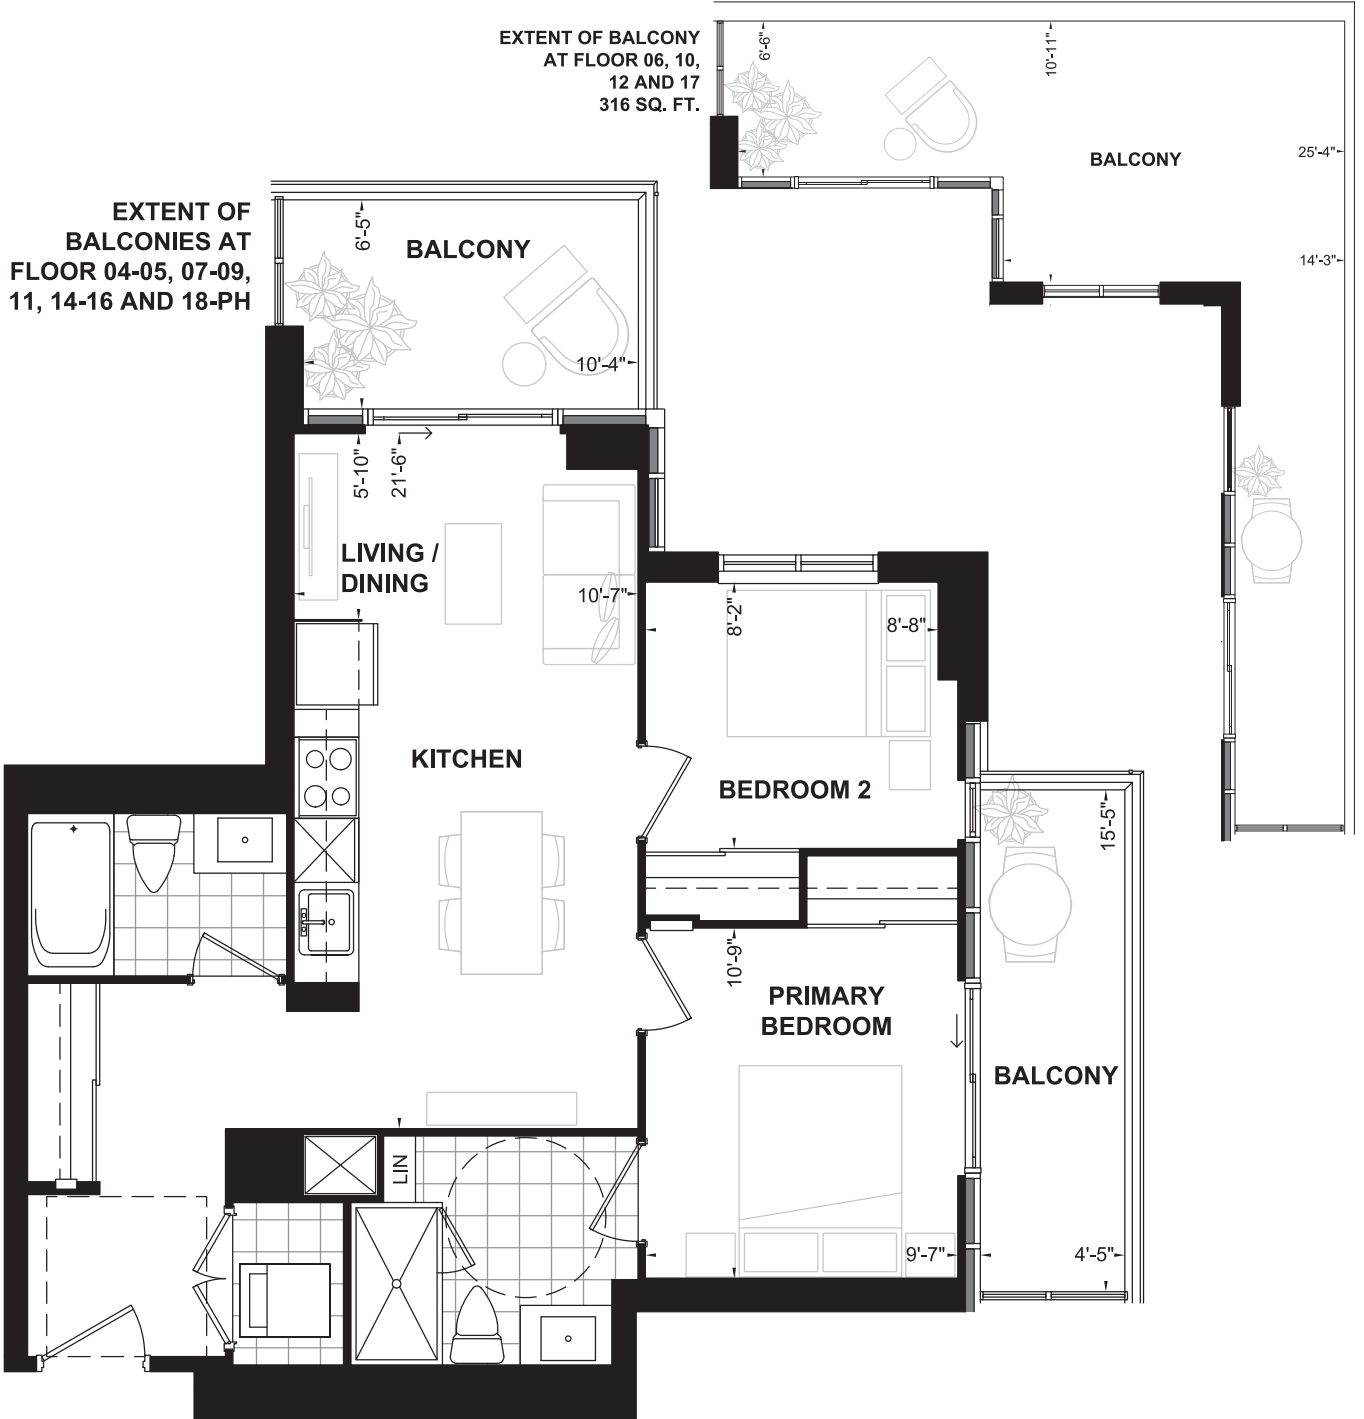 EXTENT OF BALCONY
AT FLOOR 06, 10,
12 AND 17
316 SQ. FT.
6'-6"
10'-11"
BALCONY
25'-4"
14'-3"
EXTENT OF
BALCONIES AT
FLOOR 04-05, 07-09,
11, 14-16 AND 18-PH
6'-5"
BALCONY
10'-4"
5'-10"
21'-6"
LIVING /
DINING
10'-7"
8'-2"
8'-8"
KITCHEN
BEDROOM 2
15'-5"
10'-9"
PRIMARY
BEDROOM
BALCONY
LIN
9'-7"
4'-5"